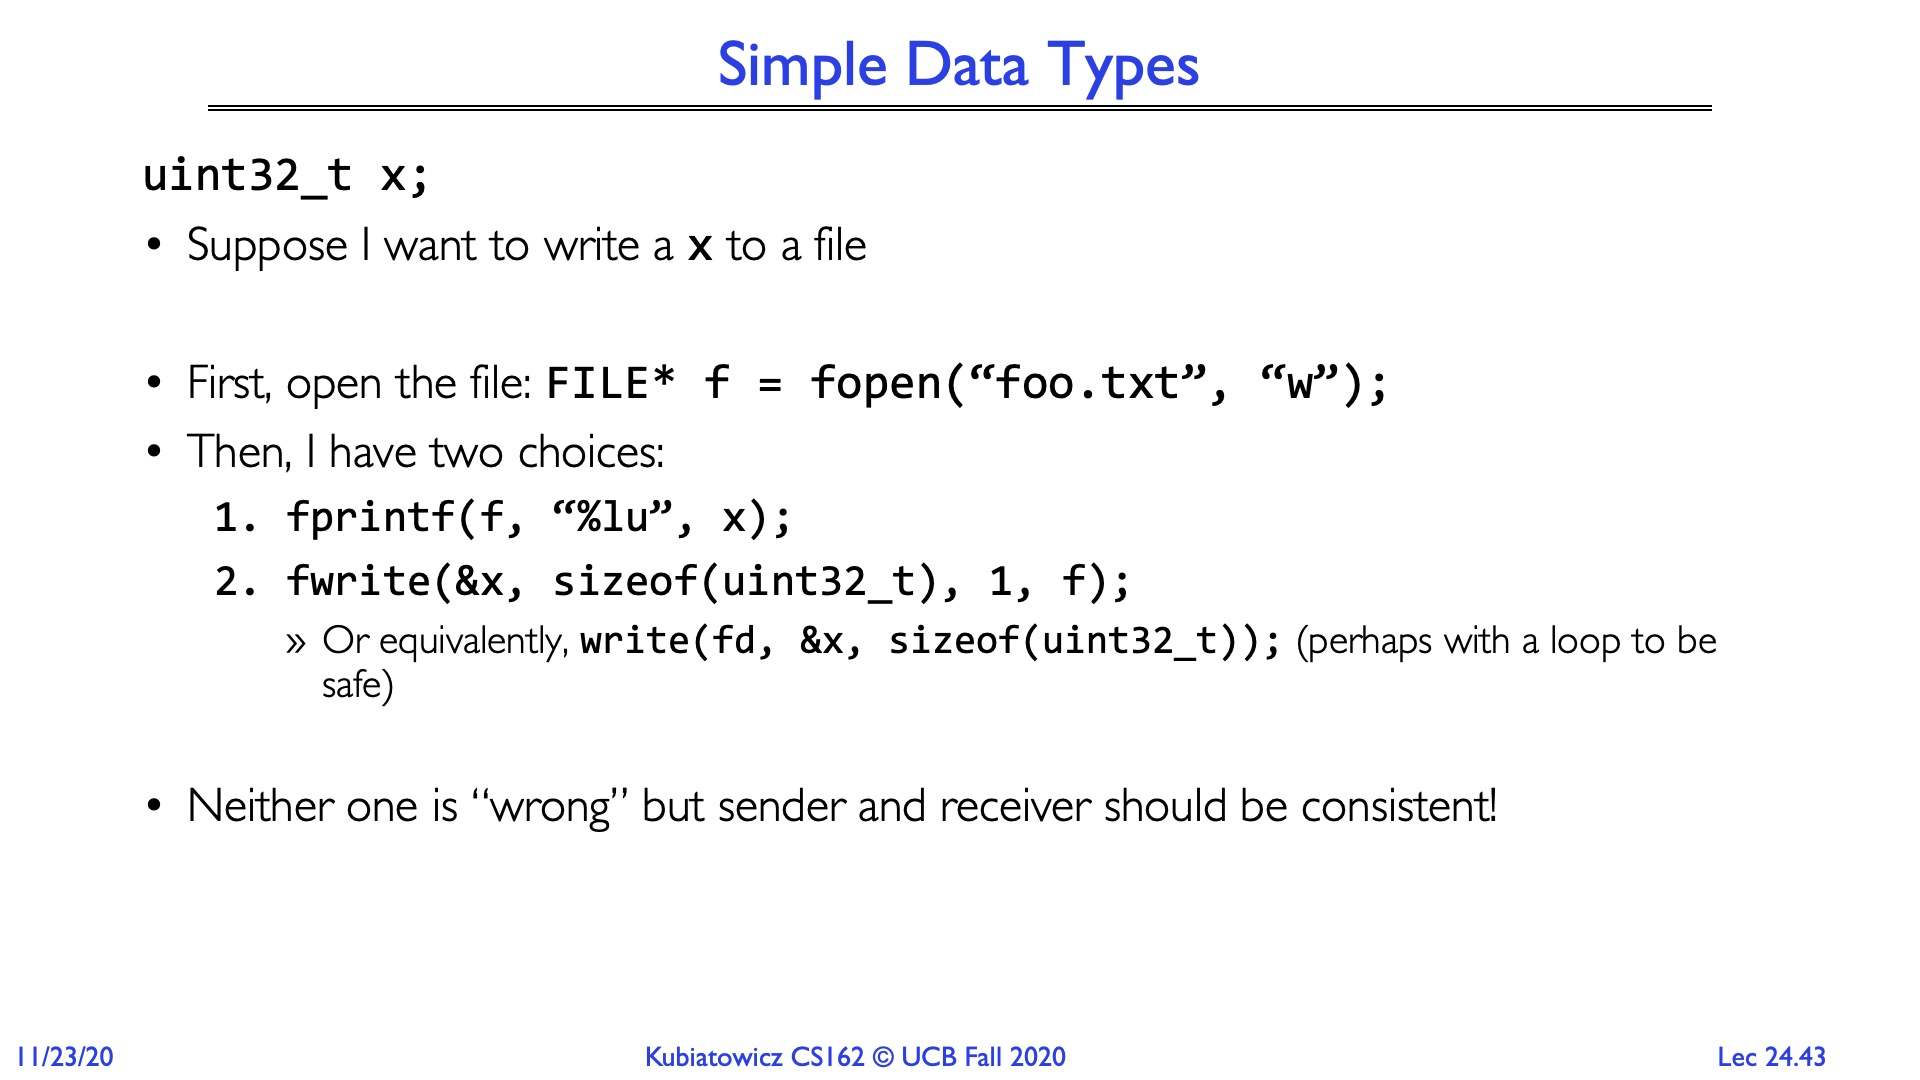 Simple Data Types
uint32_t x;
• Suppose I want to write a x to a file
• First, open the file: FILE* f = fopen(“foo.txt”, “w”);
• Then, I have two choices:
1. fprintf(f, “%lu”, x);
2. fwrite(&x, sizeof(uint32_t), 1, f);
» Or equivalently, write(fd, &x, sizeof(uint32_t)); (perhaps with a loop to be
safe)
• Neither one is “wrong” but sender and receiver should be consistent!
11/23/20
Kubiatowicz CS162 © UCB Fall 2020
Lec 24.43